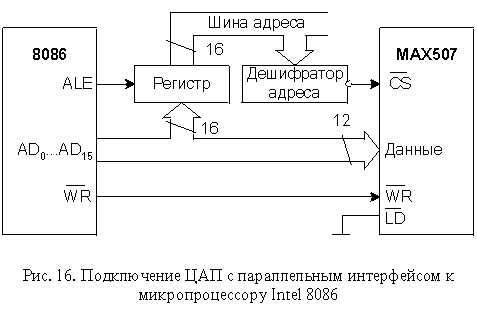 Шина адреса
16
8086
MAX507
ALE
Регистр
Дешифратор адреса
CS
16
12
AD0...AD15
Данные
WR
WR
LD
Рис. 16. Подключение ЦАП с параллельным интерфейсом к
микропроцессору Intel 8086